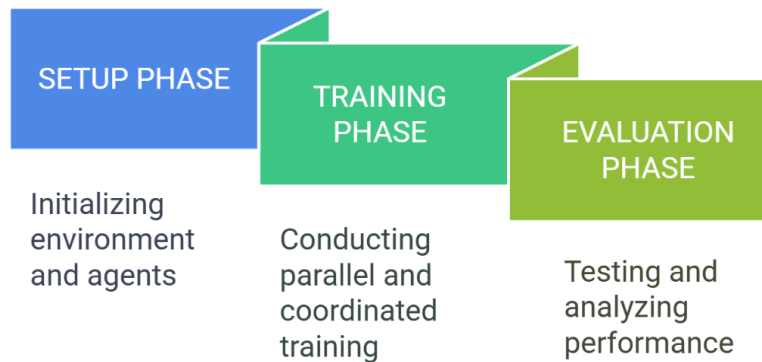 SETUP PHASE
Initializing
environment
and agents
TRAINING
PHASE
Conducting
parallel and
coordinated
training
EVALUATION
PHASE
Testing and
analyzing
performance